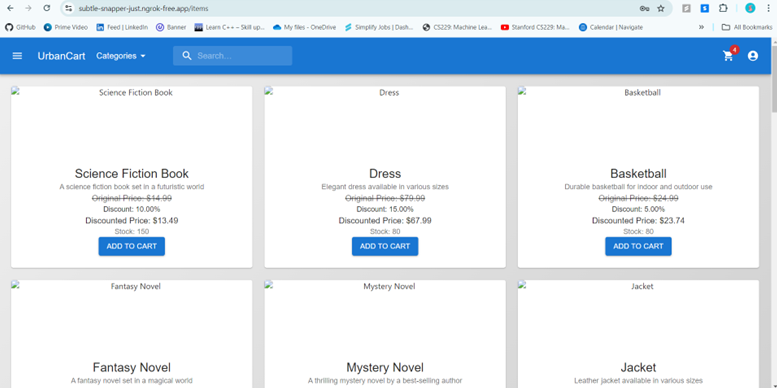 subtle-snapper-just.ngrok-free.app/items
GitHub Prime Video Feed | LinkedIn Banner Learn C++ – Skill up... My files - OneDrive Simplify Jobs | Dash... CS229: Machine Lea... Stanford CS229: Ma... Calendar | Navigate » All Bookmarks
UrbanCart Categories Search... 4
Science Fiction Book Dress Basketball
Science Fiction Book Dress Basketball
A science fiction book set in a futuristic world Elegant dress available in various sizes Durable basketball for indoor and outdoor use
Original Price: $14.99 Original Price: $79.99 Original Price: $24.99
Discount: 10.00% Discount: 15.00% Discount: 5.00%
Discounted Price: $13.49 Discounted Price: $67.99 Discounted Price: $23.74
Stock: 150 Stock: 80 Stock: 80
ADD TO CART ADD TO CART ADD TO CART
Fantasy Novel Mystery Novel Jacket
Fantasy Novel Mystery Novel Jacket
A fantasy novel set in a magical world A thrilling mystery novel by a best-selling author Leather jacket available in various sizes